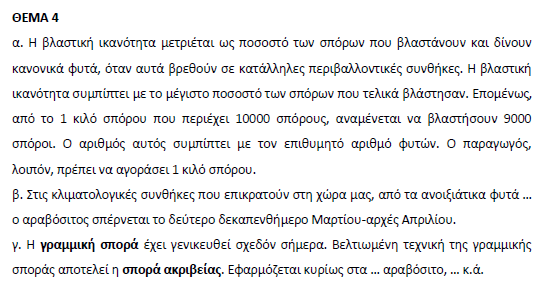 ΘΕΜΑ 4
α. Η βλαστική ικανότητα μετριέται ως ποσοστό των σπόρων που βλαστάνουν και δίνουν
κανονικά φυτά, όταν αυτά βρεθούν σε κατάλληλες περιβαλλοντικές συνθήκες. Η βλαστική
ικανότητα συμπίπτει με το μέγιστο ποσοστό των σπόρων που τελικά βλάστησαν. Επομένως,
από το 1 κιλό σπόρου που περιέχει 10000 σπόρους, αναμένεται να βλαστήσουν 9000
σπόροι. Ο αριθμός αυτός συμπίπτει με τον επιθυμητό αριθμό φυτών. Ο παραγωγός,
λοιπόν, πρέπει να αγοράσει 1 κιλό σπόρου.
β. Στις κλιματολογικές συνθήκες που επικρατούν στη χώρα μας, από τα ανοιξιάτικα φυτά ...
ο αραβόσιτος σπέρνεται το δεύτερο δεκαπενθήμερο Μαρτίου-αρχές Απριλίου.
γ. Η γραμμική σπορά έχει γενικευθεί σχεδόν σήμερα. Βελτιωμένη τεχνική της γραμμικής
σποράς αποτελεί η σπορά ακριβείας. Εφαρμόζεται κυρίως στα ... αραβόσιτο, ... κ.ά.